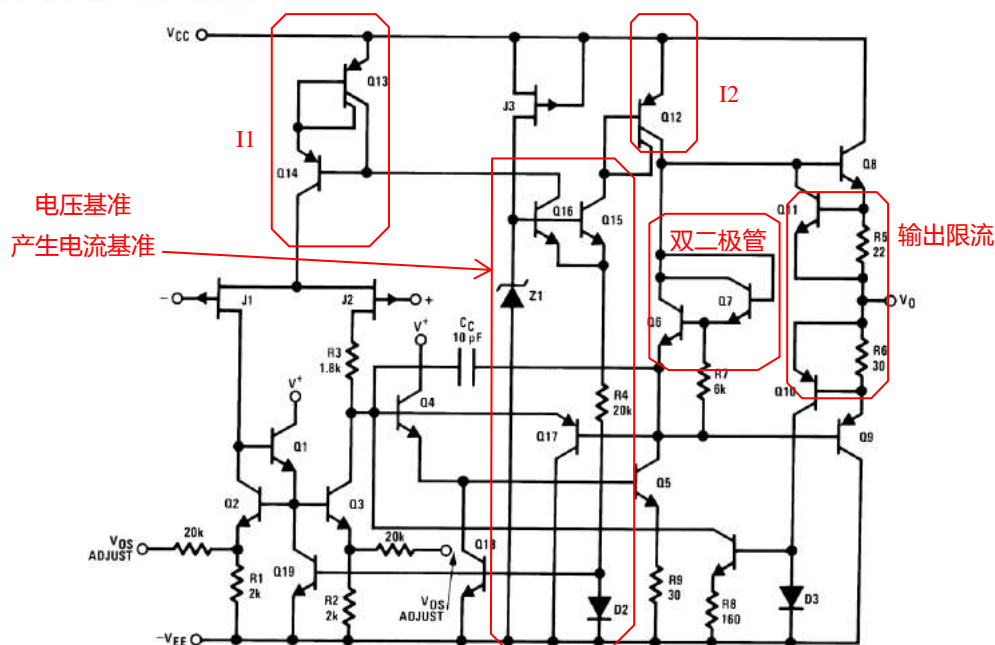 VCC
Q13
I1
Q14
J3
Q12
I2
Q8
Q11
电压基准
产生电流基准
Q16
Q15
双二极管
R5
22
输出限流
VO
Z1
Q7
Q6
J1
J2
+
R3
1.8k
V+
CC
10 pF
R7
6k
R6
30
Q10
V+
Q4
R4
20k
Q17
Q9
Q1
Q2
Q3
Q5
20k
20k
VOS
ADJUST
Q18
Q19
R1
2k
R2
2k
VOS
ADJUST
D2
R9
30
R8
160
D3
-VEE